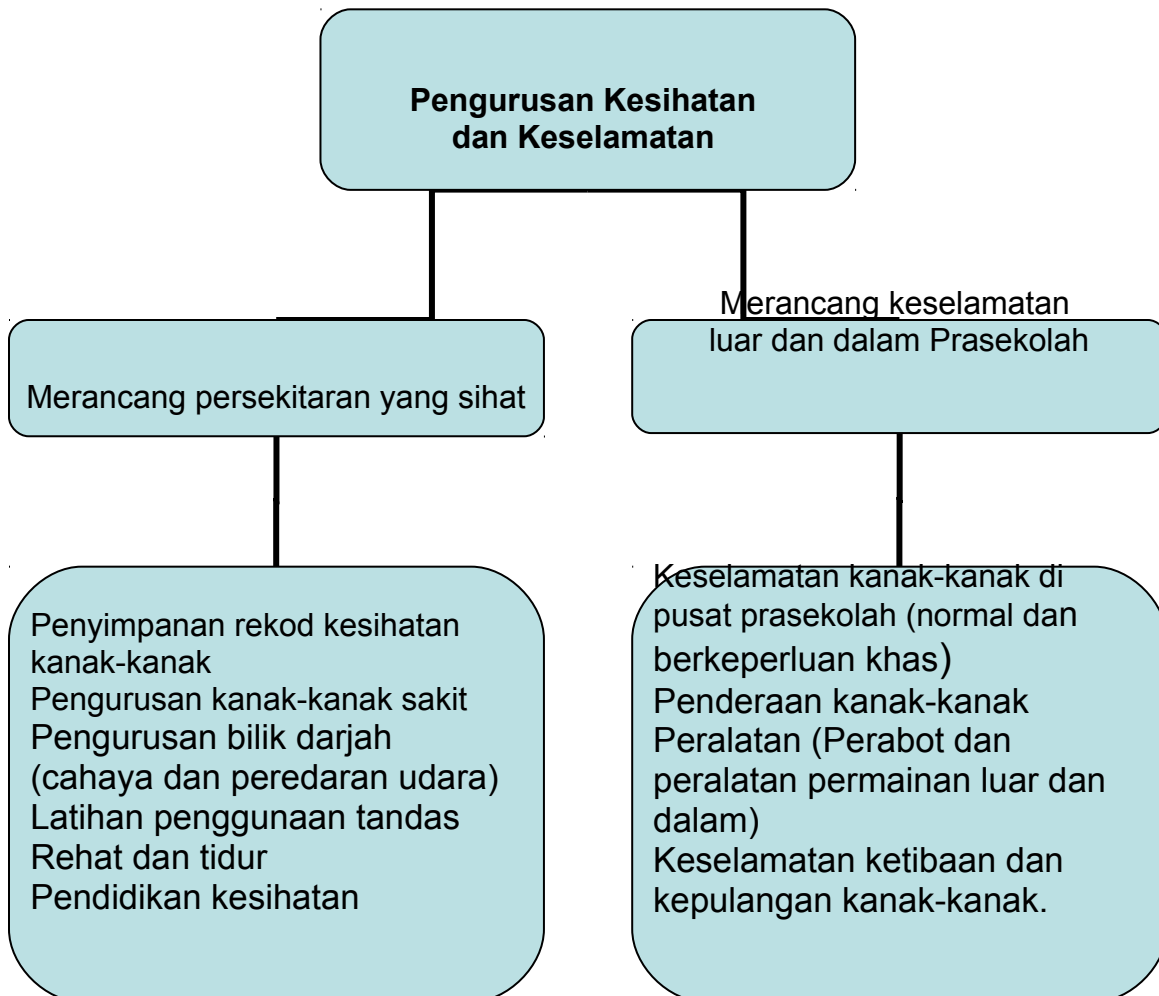 Pengurusan Kesihatan
dan Keselamatan
Merancang persekitaran yang sihat
Merancang keselamatan
luar dan dalam Prasekolah
Penyimpanan rekod kesihatan
kanak-kanak
Pengurusan kanak-kanak sakit
Pengurusan bilik darjah
(cahaya dan peredaran udara)
Latihan penggunaan tandas
Rehat dan tidur
Pendidikan kesihatan
Keselamatan kanak-kanak di
pusat prasekolah (normal dan
berkeperluan khas)
Penderaan kanak-kanak
Peralatan (Perabot dan
peralatan permainan luar dan
dalam)
Keselamatan ketibaan dan
kepulangan kanak-kanak.